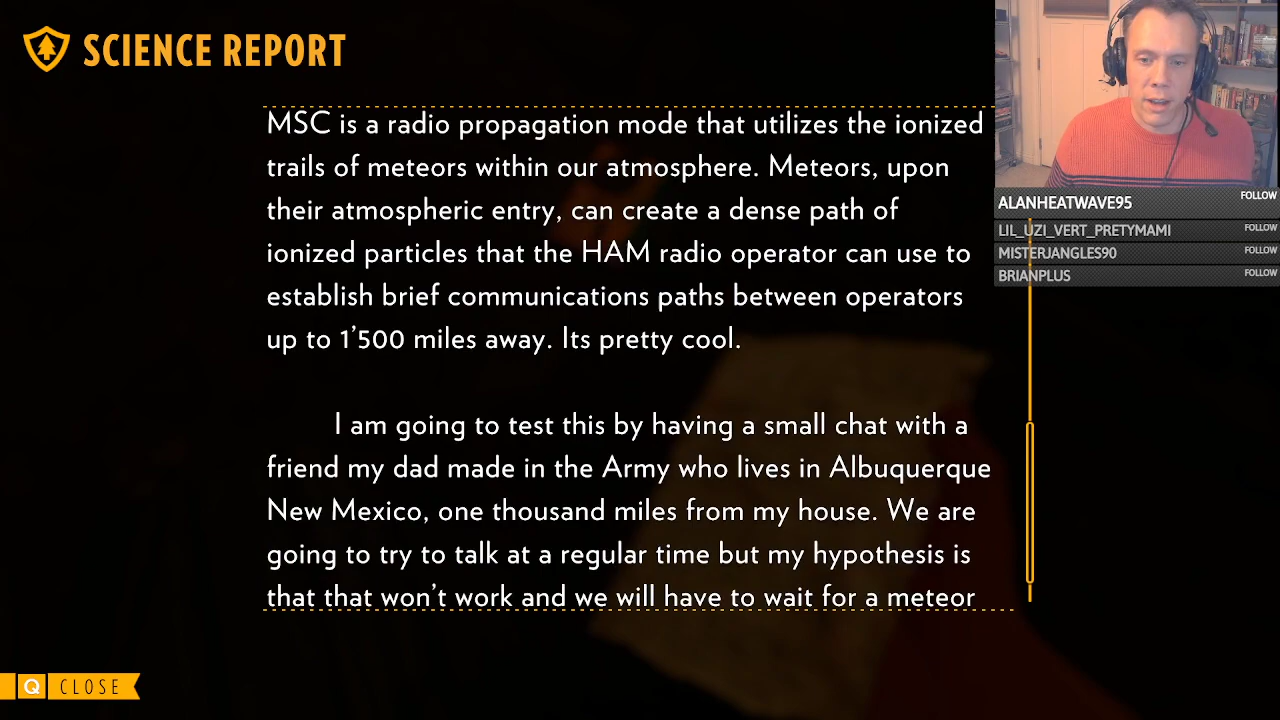 SCIENCE REPORT
MSC is a radio propagation mode that utilizes the ionized
trails of meteors within our atmosphere. Meteors, upon
their atmospheric entry, can create a dense path of
ionized particles that the HAM radio operator can use to
establish brief communications paths between operators
up to 1'500 miles away. Its pretty cool.
I am going to test this by having a small chat with a
friend my dad made in the Army who lives in Albuquerque
New Mexico, one thousand miles from my house. We are
going to try to talk at a regular time but my hypothesis is
that that won't work and we will have to wait for a meteor
ALANHEATWAVE95 FOLLOW
LIL_UZI_VERT_PRETYMAMI FOLLOW
MISTERJANGLES90 FOLLOW
BRIANPLUS FOLLOW
Q CLOSE